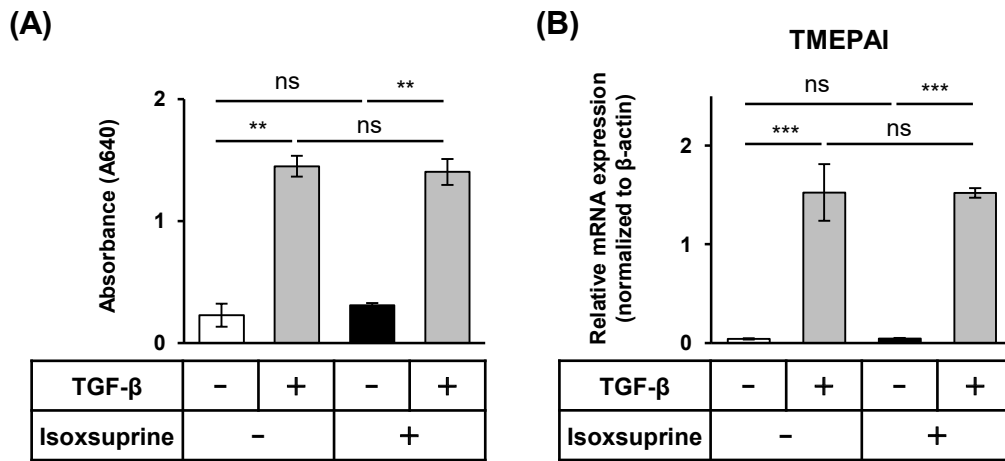 (A)
ns
**
**
ns
2
1
0
Absorbance (A640)
TGF-β − + − +
Isoxsuprine − +
(B)
TMEPAI
ns
***
***
ns
2
1
0
Relative mRNA expression
(normalized to β-actin)
TGF-β − + − +
Isoxsuprine − +